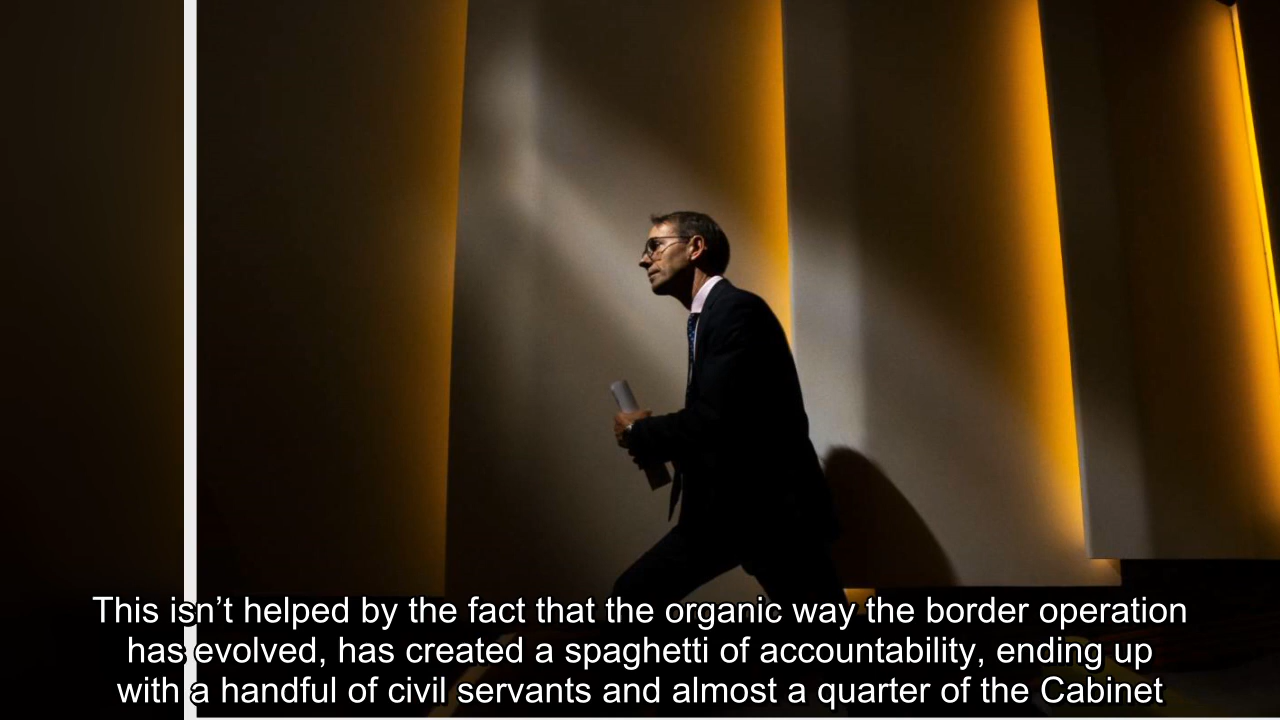 This isn’t helped by the fact that the organic way the border operation
has evolved, has created a spaghetti of accountability, ending up
with a handful of civil servants and almost a quarter of the Cabinet